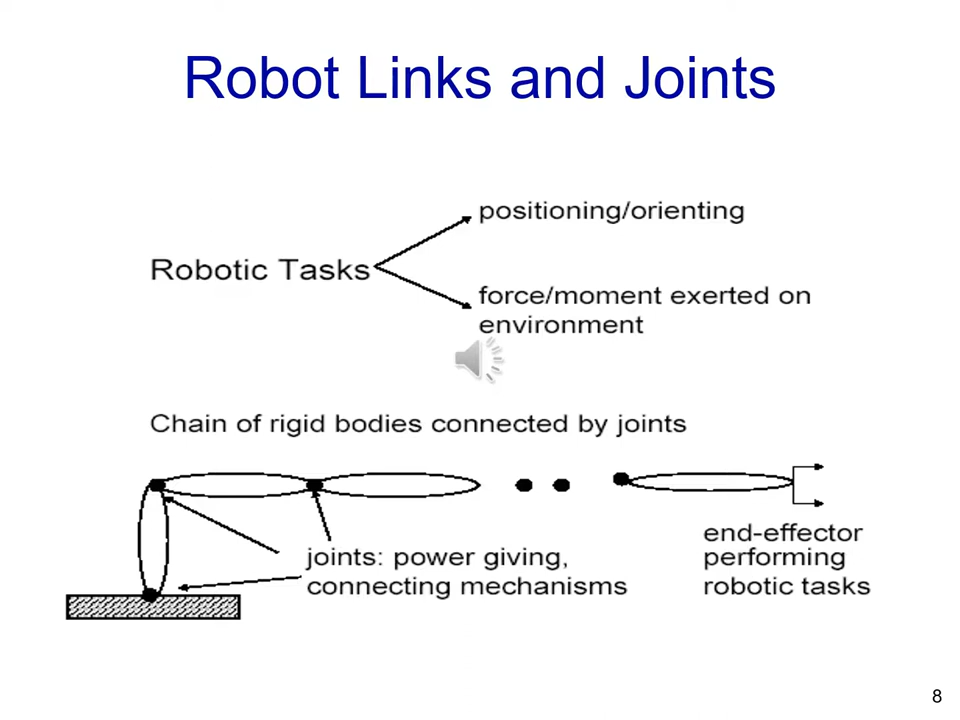 Robot Links and Joints
positioning/orienting
Robotic Tasks
force/moment exerted on
environment
Chain of rigid bodies connected by joints
joints: power giving,
connecting mechanisms
end-effector
performing
robotic tasks
8